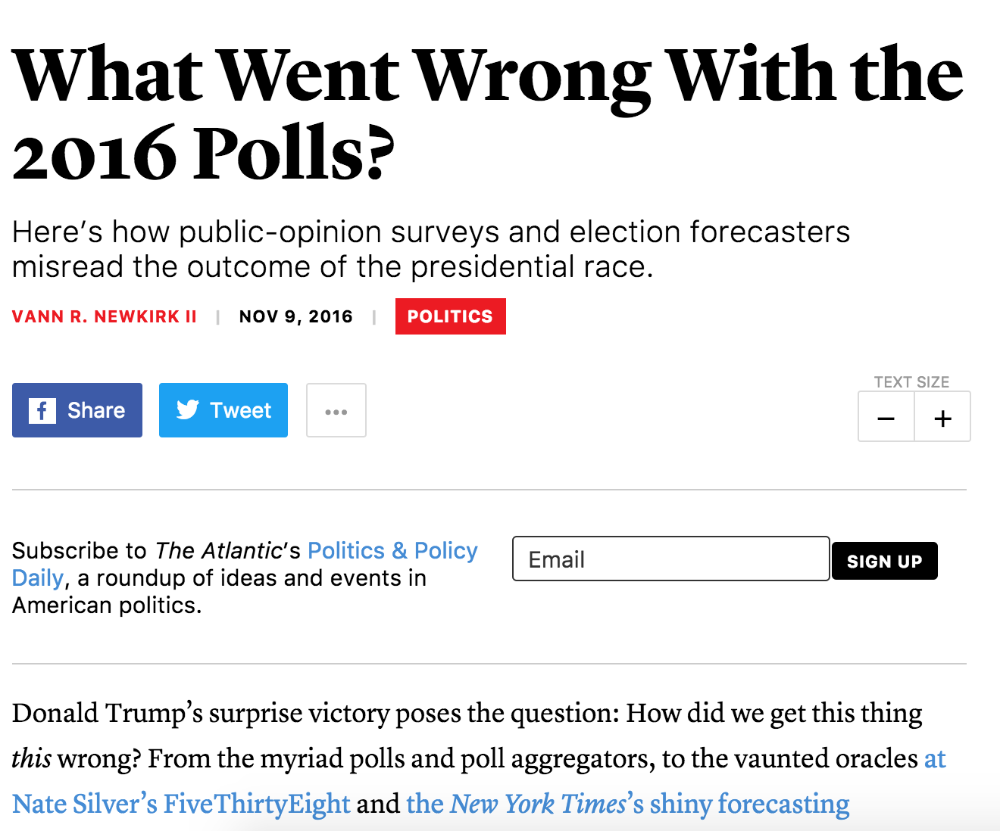 What Went Wrong With the
2016 Polls?
Here's how public-opinion surveys and election forecasters
misread the outcome of the presidential race.
VANN R. NEWKIRK II | NOV 9, 2016 | POLITICS
Share Tweet ...
TEXT SIZE
– +
Subscribe to The Atlantic's Politics & Policy
Daily, a roundup of ideas and events in
American politics.
Email SIGN UP
Donald Trump’s surprise victory poses the question: How did we get this thing
this wrong? From the myriad polls and poll aggregators, to the vaunted oracles at
Nate Silver’s FiveThirtyEight and the New York Times’s shiny forecasting